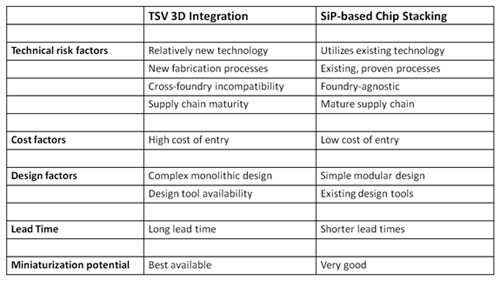 TSV 3D Integration SiP-based Chip Stacking
Technical risk factors Relatively new technology Utilizes existing technology
New fabrication processes Existing, proven processes
Cross-foundry incompatibility Foundry-agnostic
Supply chain maturity Mature supply chain
Cost factors High cost of entry Low cost of entry
Design factors Complex monolithic design Simple modular design
Design tool availability Existing design tools
Lead Time Long lead time Shorter lead times
Miniaturization potential Best available Very good